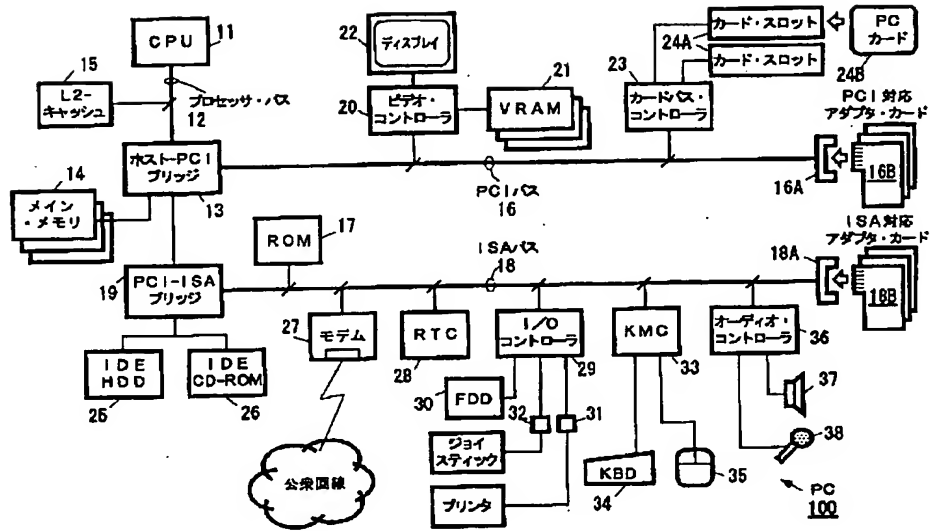 CPU
11
15
L2-
キャッシュ
プロセッサ・バス
12
22
ディスプレイ
20
ビデオ・
コントローラ
21
VRAM
23
カードバス・
コントローラ
カード・スロット
24A
カード・スロット
PC
カード
24B
PCI対応
アダプタ・カード
16A
16B
ホスト-PCI
ブリッジ
13
14
メイン
・メモリ
PCIバス
16
ROM
17
ISAバス
18
ISA対応
アダプタ・カード
18A
18B
19
PCI-ISA
ブリッジ
IDE
HDD
25
IDE
CD-ROM
26
27
モデム
RTC
28
I/O
コントローラ
29
KMC
33
オーディオ・
コントローラ
36
30
FDD
32
31
37
38
ジョイ
スティック
プリンタ
KBD
34
35
公衆回線
PC
100